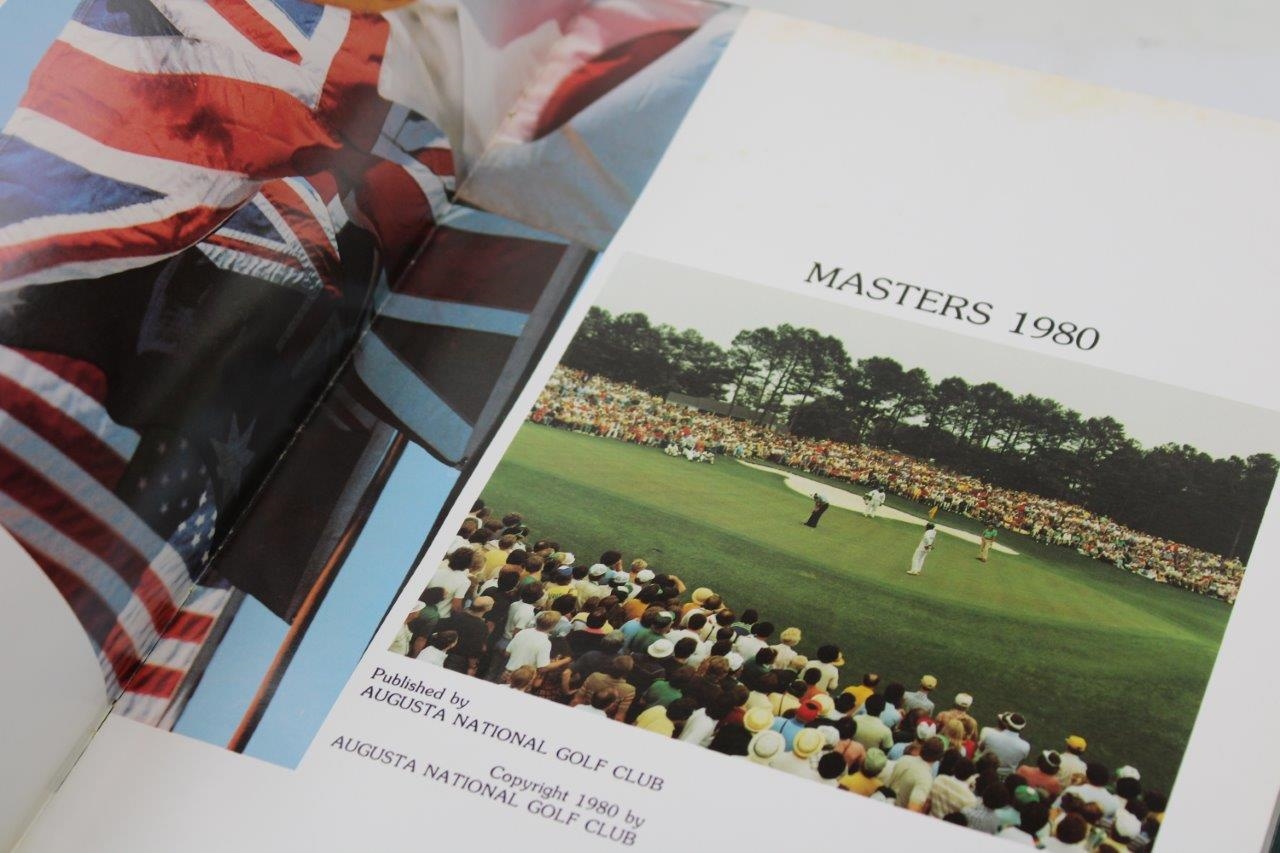 MASTERS 1980
Published by
AUGUSTA NATIONAL GOLF CLUB
Copyright 1980 by
AUGUSTA NATIONAL GOLF CLUB